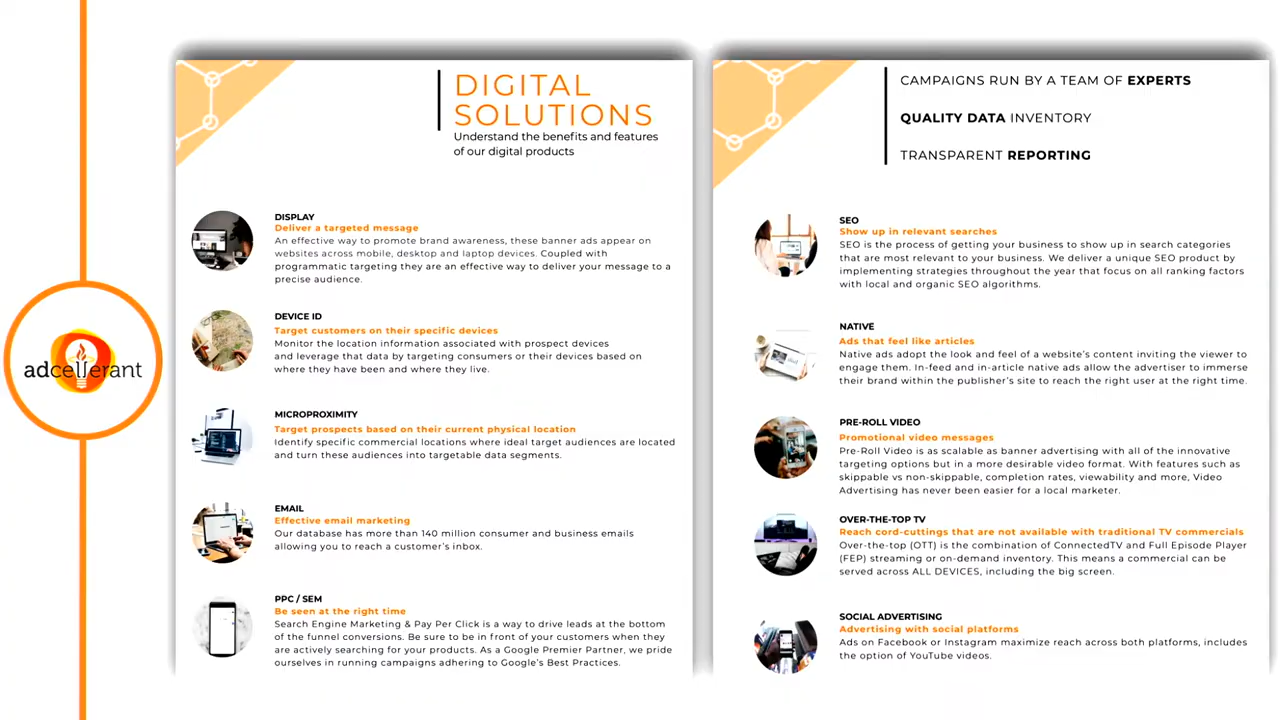 adcellerant
DIGITAL
SOLUTIONS
Understand the benefits and features
of our digital products
DISPLAY
Deliver a targeted message
An effective way to promote brand awareness, these banner ads appear on
websites across mobile, desktop and laptop devices. Coupled with
programmatic targeting they are an effective way to deliver your message to a
precise audience.
DEVICE ID
Target customers on their specific devices
Monitor the location information associated with prospect devices
and leverage that data by targeting consumers or their devices based on
where they have been and where they live.
MICROPROXIMITY
Target prospects based on their current physical location
Identify specific commercial locations where ideal target audiences are located
and turn these audiences into targetable data segments.
EMAIL
Effective email marketing
Our database has more than 140 million consumer and business emails
allowing you to reach a customer's inbox.
PPC / SEM
Be seen at the right time
Search Engine Marketing & Pay Per Click is a way to drive leads at the bottom
of the funnel conversions. Be sure to be in front of your customers when they
are actively searching for your products. As a Google Premier Partner, we pride
ourselves in running campaigns adhering to Google's Best Practices.
CAMPAIGNS RUN BY A TEAM OF EXPERTS
QUALITY DATA INVENTORY
TRANSPARENT REPORTING
SEO
Show up in relevant searches
SEO is the process of getting your business to show up in search categories
that are most relevant to your business. We deliver a unique SEO product by
implementing strategies throughout the year that focus on all ranking factors
with local and organic SEO algorithms.
NATIVE
Ads that feel like articles
Native ads adopt the look and feel of a website's content inviting the viewer to
engage them. In-feed and in-article native ads allow the advertiser to immerse
their brand within the publisher's site to reach the right user at the right time.
PRE-ROLL VIDEO
Promotional video messages
Pre-Roll Video is as scalable as banner advertising with all of the innovative
targeting options but in a more desirable video format. With features such as
skippable vs non-skippable, completion rates, viewability and more, Video
Advertising has never been easier for a local marketer.
OVER-THE-TOP TV
Reach cord-cuttings that are not available with traditional TV commercials
Over-the-top (OTT) is the combination of ConnectedTV and Full Episode Player
(FEP) streaming or on-demand inventory. This means a commercial can be
served across ALL DEVICES, including the big screen.
SOCIAL ADVERTISING
Advertising with social platforms
Ads on Facebook or Instagram maximize reach across both platforms, includes
the option of YouTube videos.